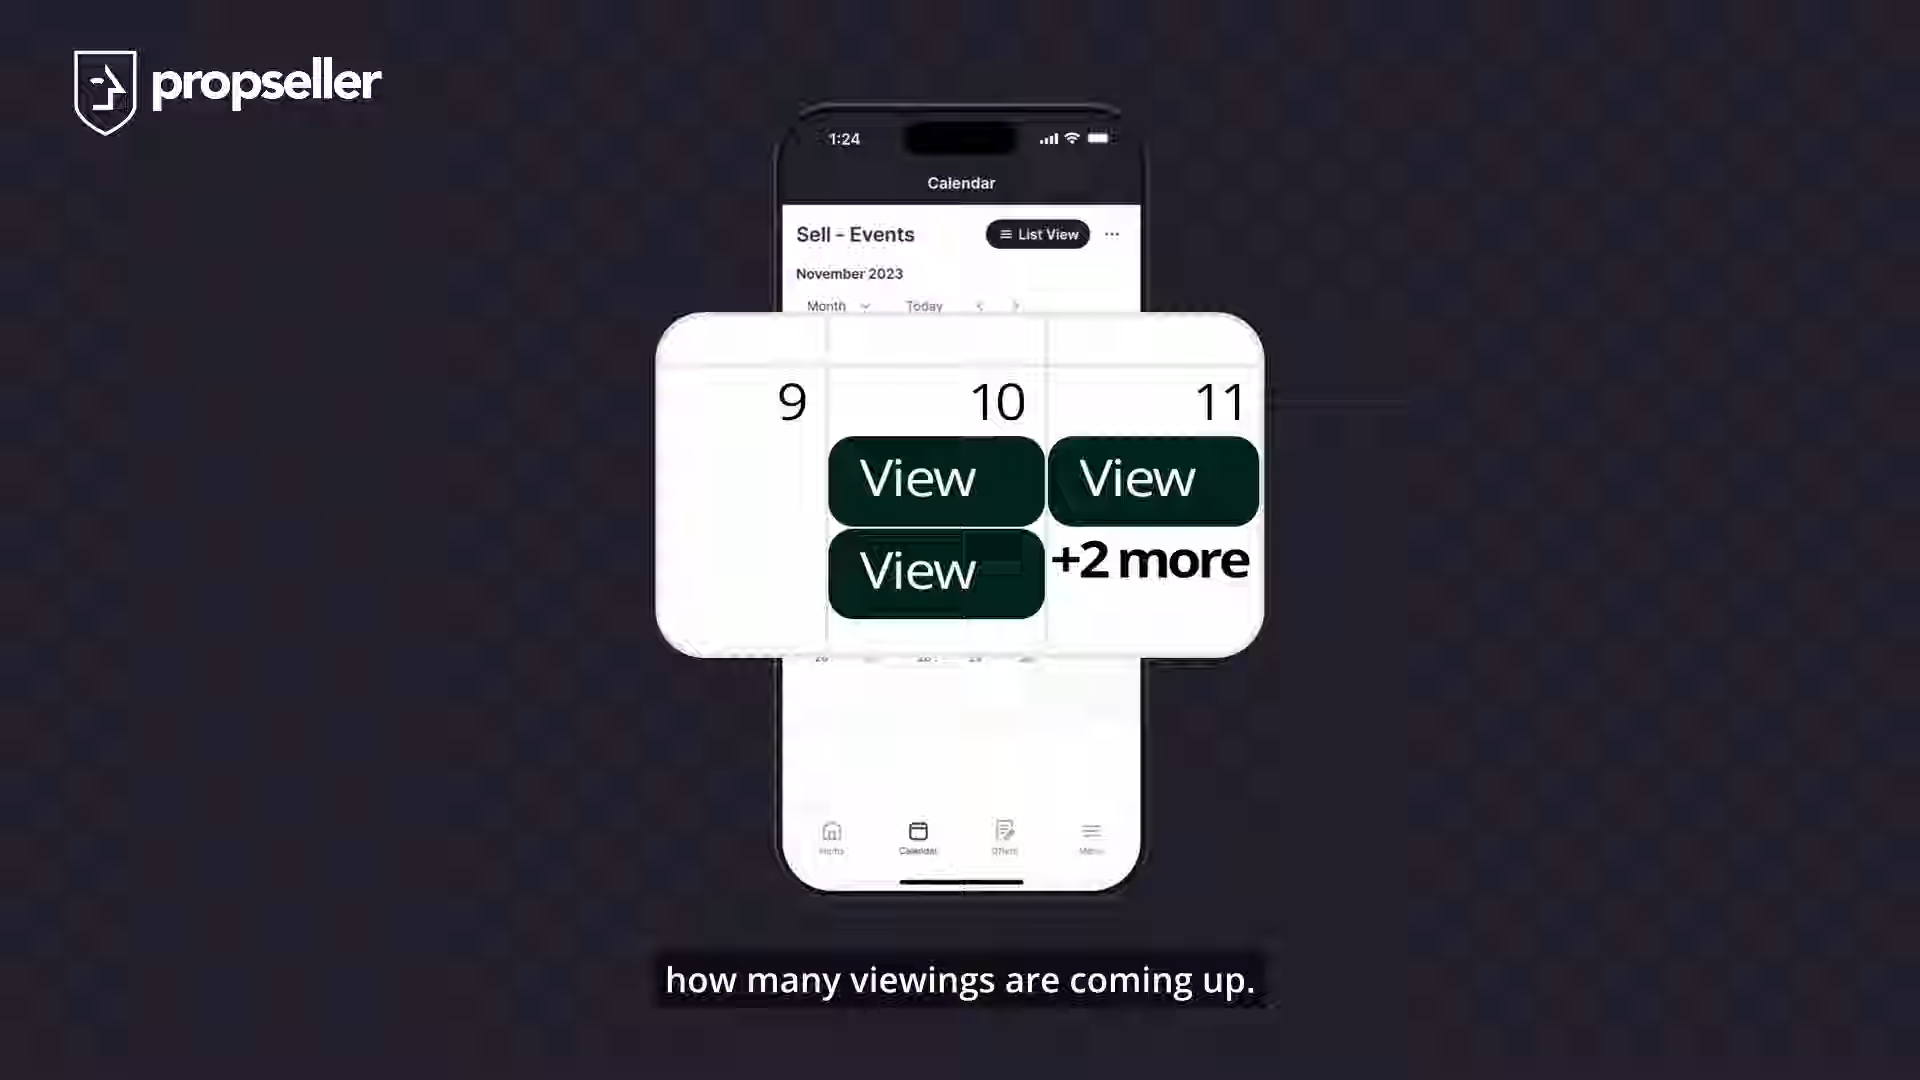 propseller
1:24
Calendar
Sell - Events
List View
November 2023
Month
Today
9
10
11
View
View
View
+2 more
Calendar
how many viewings are coming up.